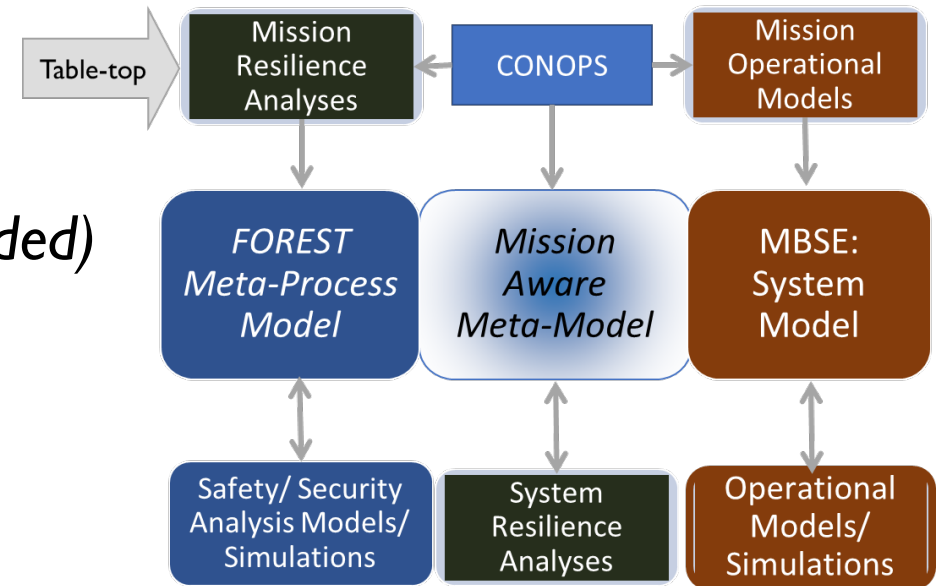 Table-top
Mission
Resilience
Analyses
CONOPS
Mission
Operational
Models
ded)
FOREST
Meta-Process
Model
Mission
Aware
Meta-Model
MBSE:
System
Model
Safety/ Security
Analysis Models/
Simulations
System
Resilience
Analyses
Operational
Models/
Simulations